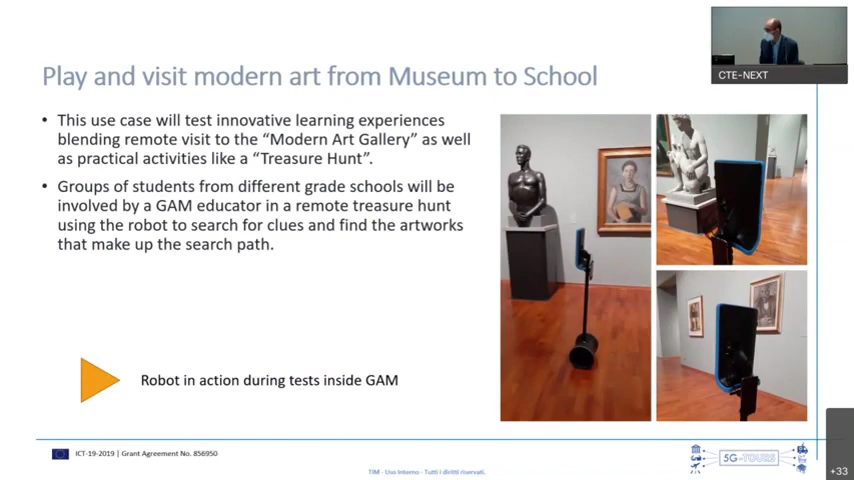 Play and visit modern art from Museum to School
• This use case will test innovative learning experiences
blending remote visit to the “Modern Art Gallery” as well
as practical activities like a “Treasure Hunt”.
• Groups of students from different grade schools will be
involved by a GAM educator in a remote treasure hunt
using the robot to search for clues and find the artworks
that make up the search path.
Robot in action during tests inside GAM
ICT-19-2019 | Grant Agreement No. 856950
TIM - Uso Interno - Tutti i diritti riservati.
5G-TOURS
CTE-NEXT
+33